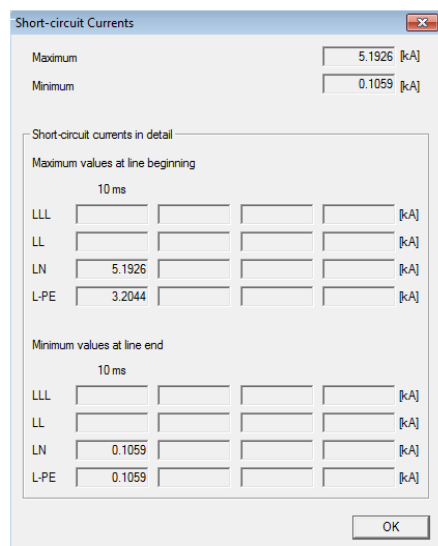 Short-circuit Currents
Maximum 5.1926 [kA]
Minimum 0.1059 [kA]
Short-circuit currents in detail
Maximum values at line beginning
10 ms
LLL [kA]
LL [kA]
LN 5.1926 [kA]
L-PE 3.2044 [kA]
Minimum values at line end
10 ms
LLL [kA]
LL [kA]
LN 0.1059 [kA]
L-PE 0.1059 [kA]
OK